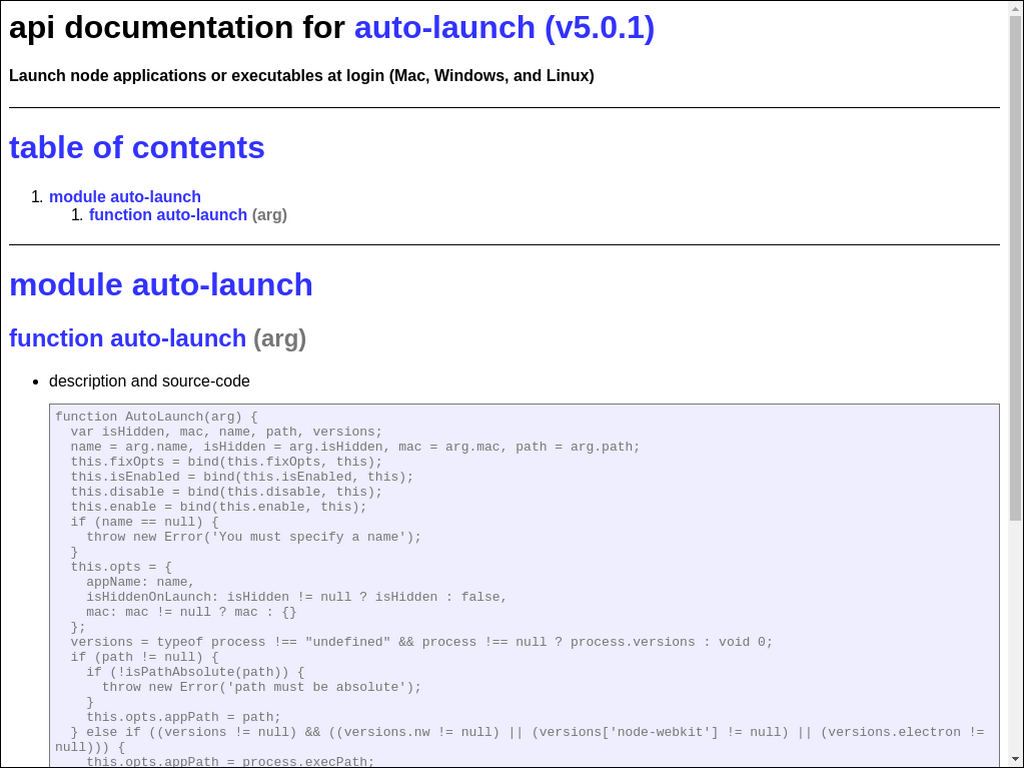 api documentation for auto-launch (v5.0.1)
Launch node applications or executables at login (Mac, Windows, and Linux)
table of contents
1. module auto-launch
1. function auto-launch (arg)
module auto-launch
function auto-launch (arg)
• description and source-code
function AutoLaunch(arg) {
  var isHidden, mac, name, path, versions;
  name = arg.name, isHidden = arg.isHidden, mac = arg.mac, path = arg.path;
  this.fixOpts = bind(this.fixOpts, this);
  this.isEnabled = bind(this.isEnabled, this);
  this.disable = bind(this.disable, this);
  this.enable = bind(this.enable, this);
  if (name == null) {
    throw new Error('You must specify a name');
  }
  this.opts = {
    appName: name,
    isHiddenOnLaunch: isHidden != null ? isHidden : false,
    mac: mac != null ? mac : {}
  };
  versions = typeof process !== "undefined" && process !== null ? process.versions : void 0;
  if (path != null) {
    if (!isPathAbsolute(path)) {
      throw new Error('path must be absolute');
    }
    this.opts.appPath = path;
  } else if ((versions != null) && ((versions.nw != null) || (versions['node-webkit'] != null) || (versions.electron !=
null))) {
    this.opts.appPath = process.execPath;